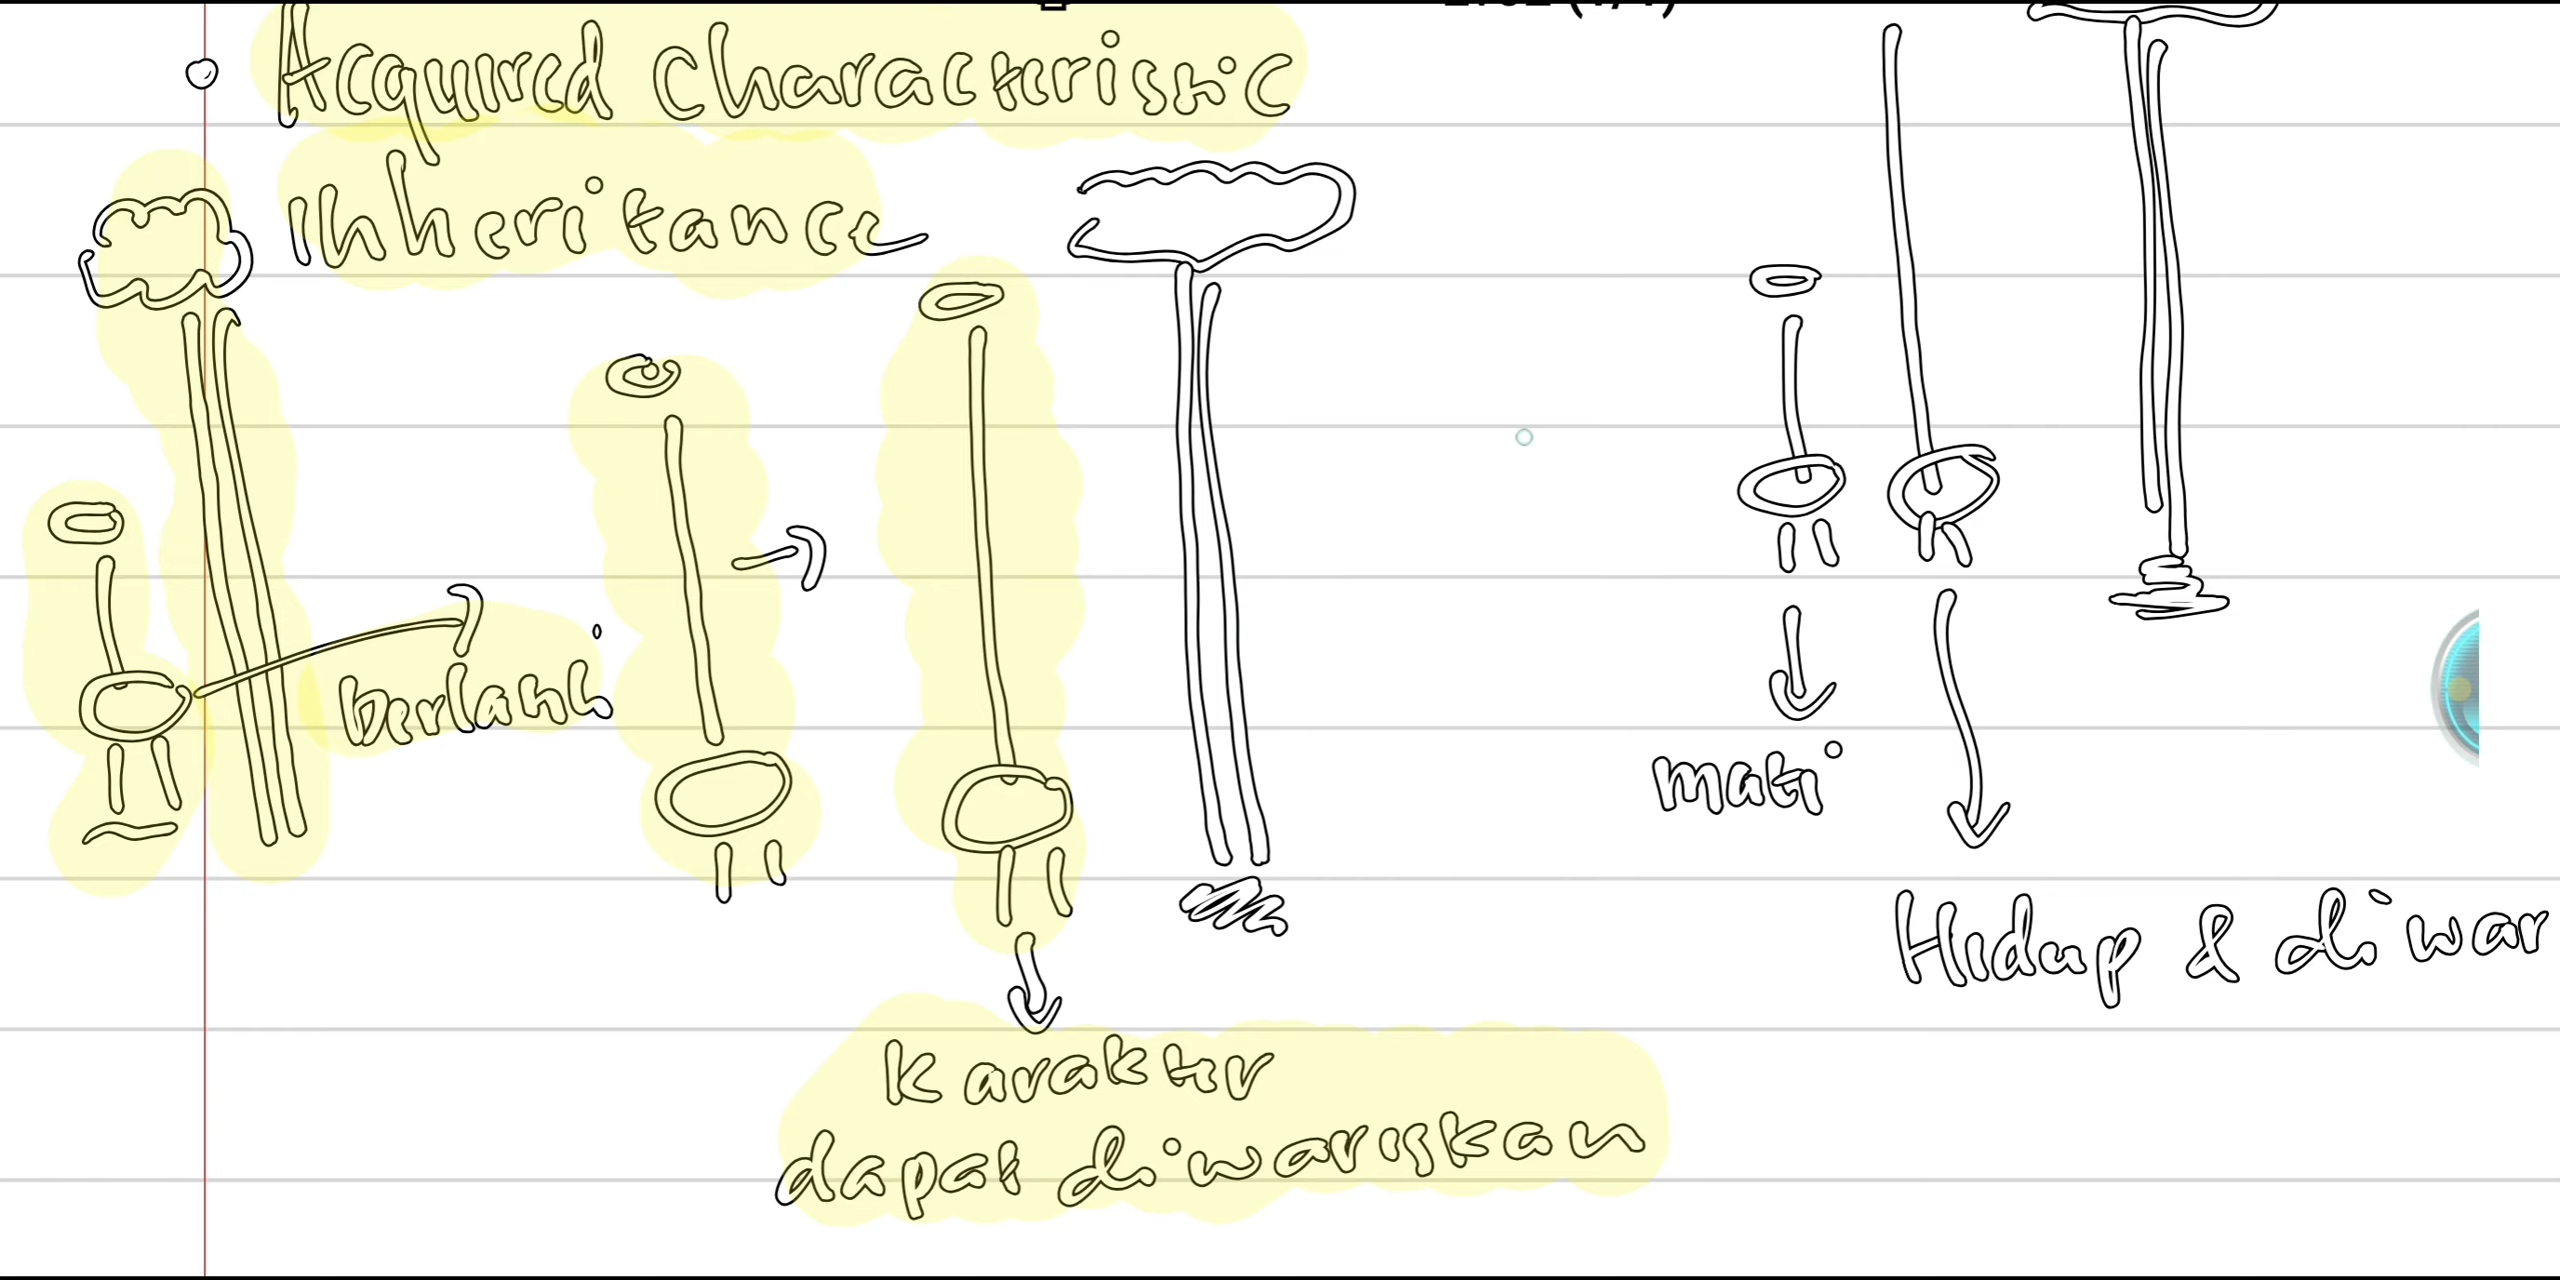 Acquired characteristic
Inheritance
berlatih
mati
Hidup & diwar
Karakter
dapat diwariskan